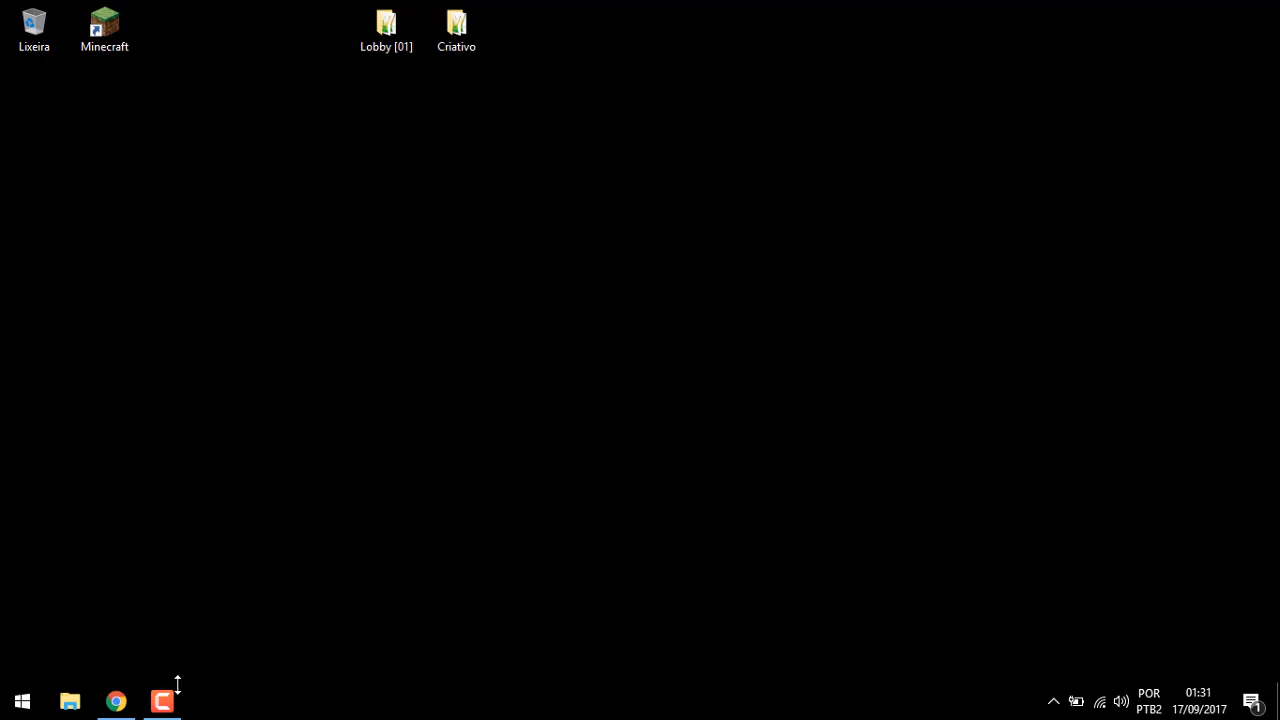 Lixeira
Minecraft
Lobby [01]
Criativo
POR
PTB2
01:31
17/09/2017
1